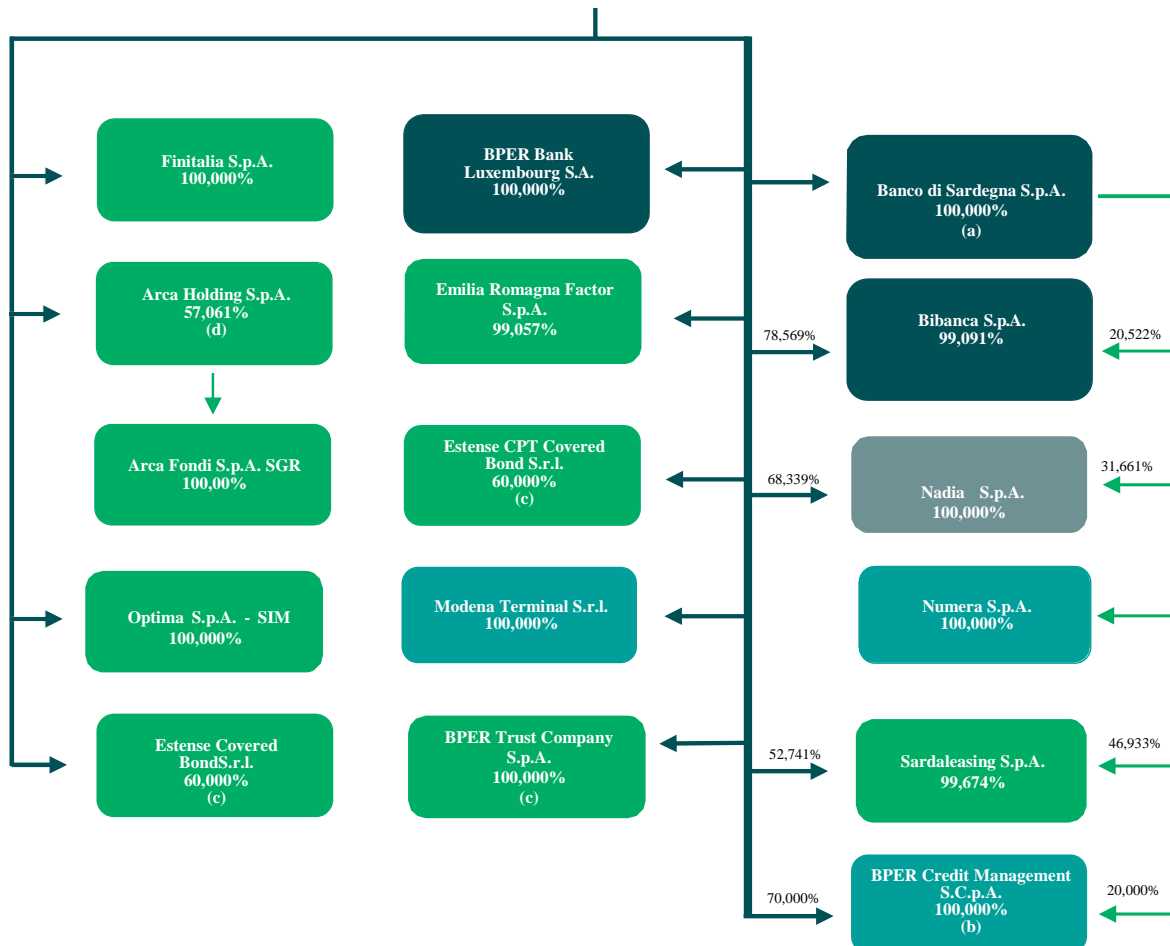 Finitalia S.p.A.
100,000%
BPER Bank
Luxembourg S.A.
100,000%
Banco di Sardegna S.p.A.
100,000%
(a)
Arca Holding S.p.A.
57,061%
(d)
Emilia Romagna Factor
S.p.A.
99,057%
78,569%
Bibanca S.p.A.
99,091%
20,522%
Arca Fondi S.p.A. SGR
100,00%
Estense CPT Covered
Bond S.r.l.
60,000%
(c)
68,339%
Nadia S.p.A.
100,000%
31,661%
Optima S.p.A. - SIM
100,000%
Modena Terminal S.r.l.
100,000%
Numera S.p.A.
100,000%
Estense Covered
BondS.r.l.
60,000%
(c)
BPER Trust Company
S.p.A.
100,000%
(c)
52,741%
Sardaleasing S.p.A.
99,674%
46,933%
70,000%
BPER Credit Management
S.C.p.A.
100,000%
(b)
20,000%